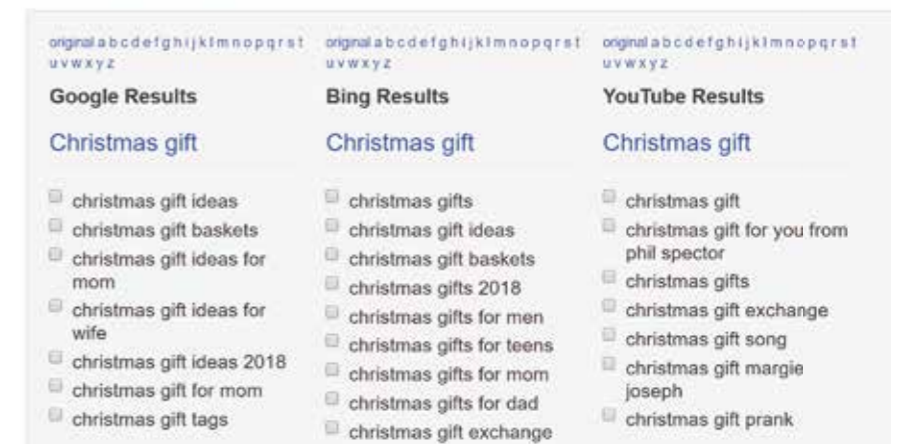 original a b c d e f g h i j k l m n o p q r s t
u v w x y z
Google Results
Christmas gift
christmas gift ideas
christmas gift baskets
christmas gift ideas for
mom
christmas gift ideas for
wife
christmas gift ideas 2018
christmas gift for mom
christmas gift tags
original a b c d e f g h i j k l m n o p q r s t
u v w x y z
Bing Results
Christmas gift
christmas gifts
christmas gift ideas
christmas gift baskets
christmas gifts 2018
christmas gifts for men
christmas gifts for teens
christmas gifts for mom
christmas gifts for dad
christmas gift exchange
original a b c d e f g h i j k l m n o p q r s t
u v w x y z
YouTube Results
Christmas gift
christmas gift
christmas gift for you from
phil spector
christmas gifts
christmas gift exchange
christmas gift song
christmas gift margie
joseph
christmas gift prank